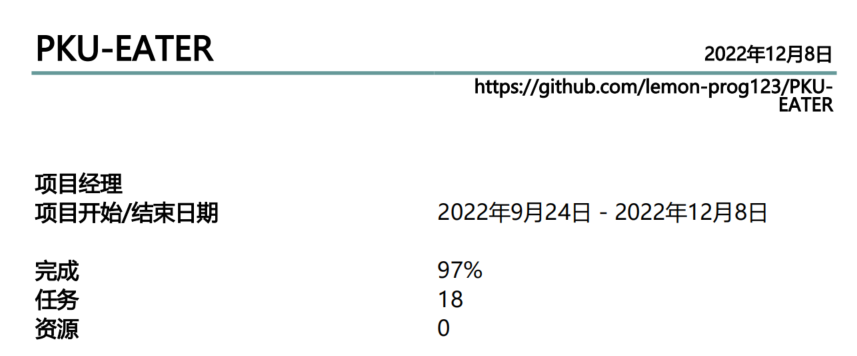 PKU-EATER
2022年12月8日
https://github.com/lemon-prog123/PKU-
EATER
项目经理
项目开始/结束日期 2022年9月24日 - 2022年12月8日
完成 97%
任务 18
资源 0